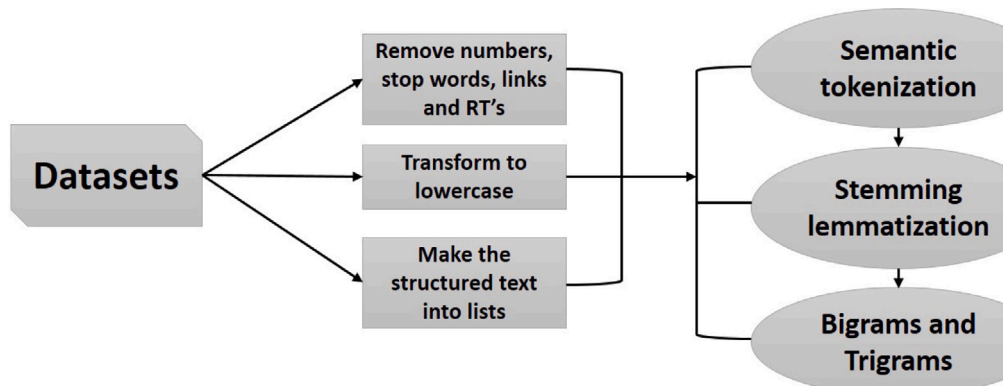 Datasets
Remove numbers,
stop words, links
and RT's
Transform to
lowercase
Make the
structured text
into lists
Semantic
tokenization
Stemming
lemmatization
Bigrams and
Trigrams